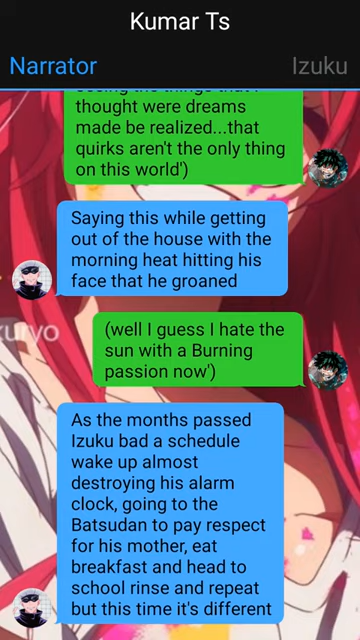 Kumar Ts
Narrator
Izuku
thought were dreams
made be realized...that
quirks aren't the only thing
on this world')
Saying this while getting
out of the house with the
morning heat hitting his
face that he groaned
kuryo
(well I guess I hate the
sun with a Burning
passion now')
As the months passed
Izuku bad a schedule
wake up almost
destroying his alarm
clock, going to the
Batsudan to pay respect
for his mother, eat
breakfast and head to
school rinse and repeat
but this time it's different